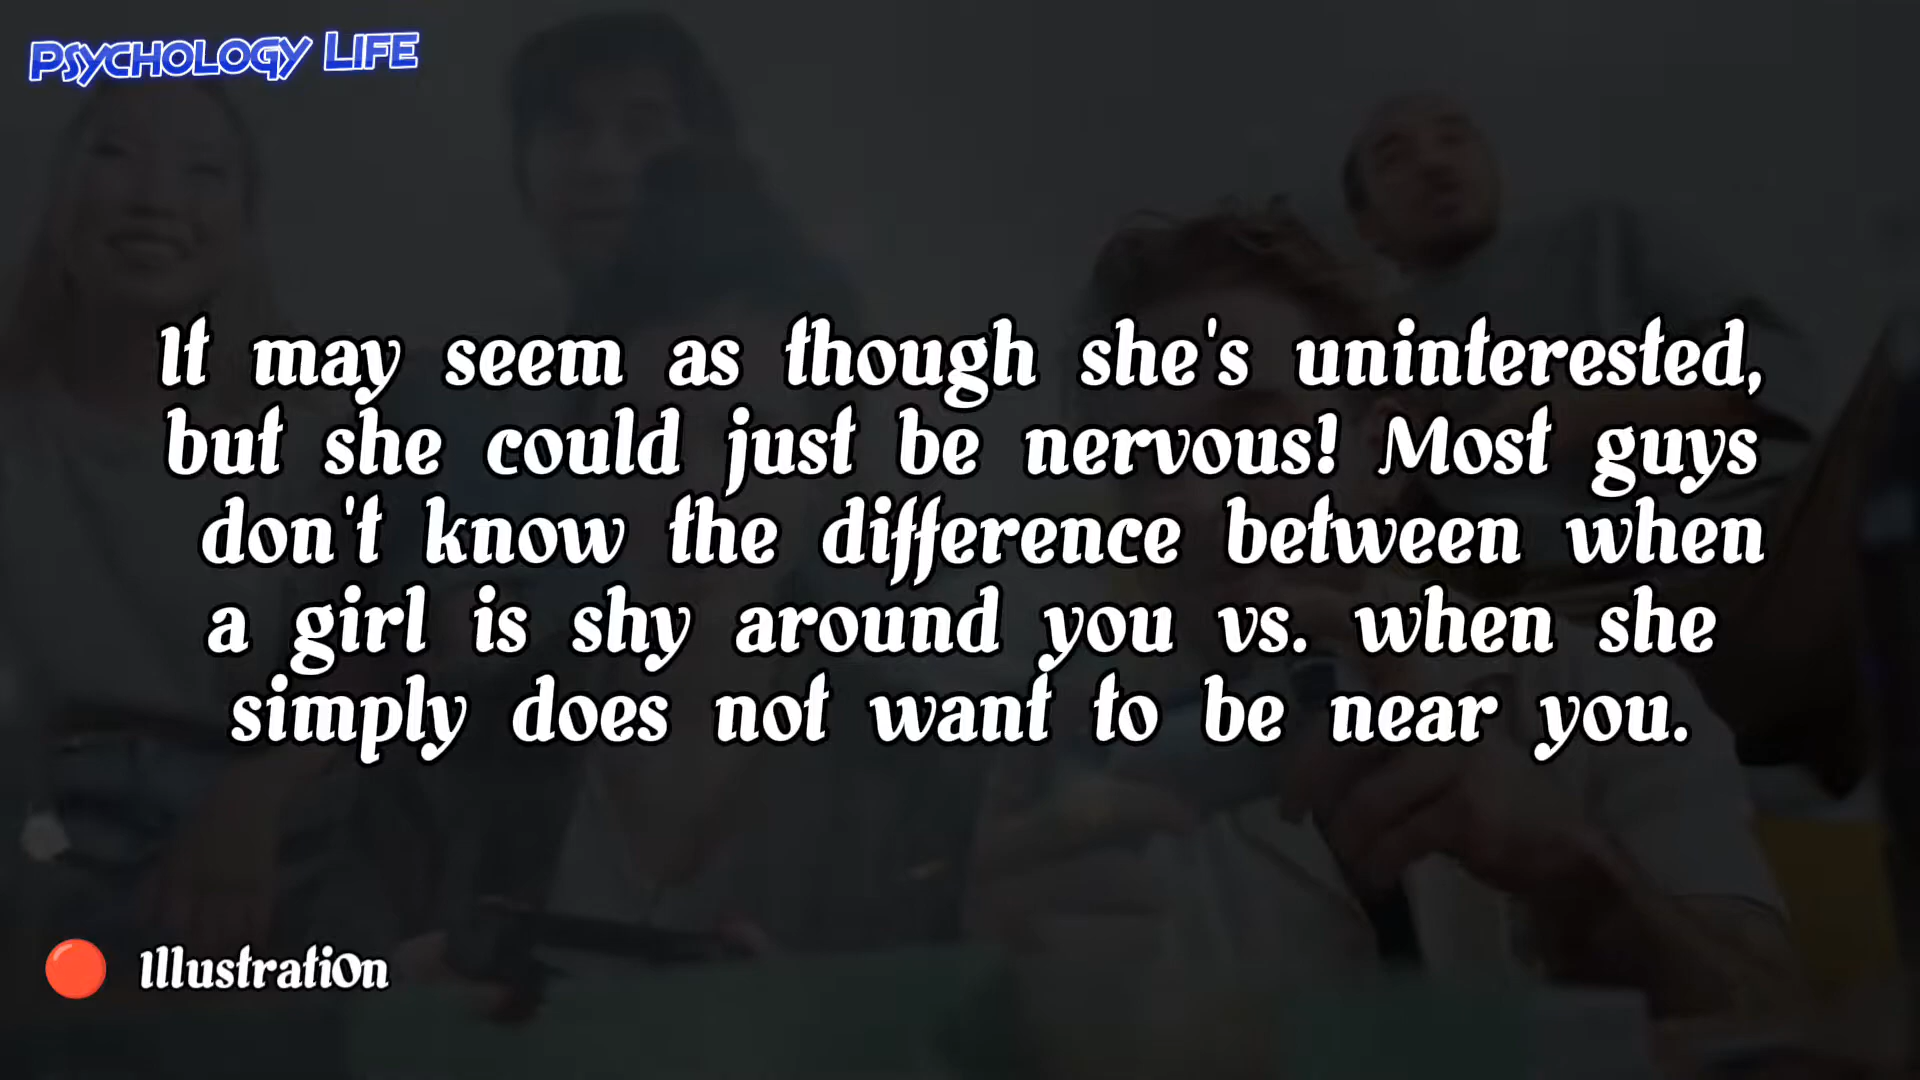 PSYCHOLOGY LIFE
It may seem as though she's uninterested,
but she could just be nervous! Most guys
don't know the difference between when
a girl is shy around you vs. when she
simply does not want to be near you.
IllustratiOn